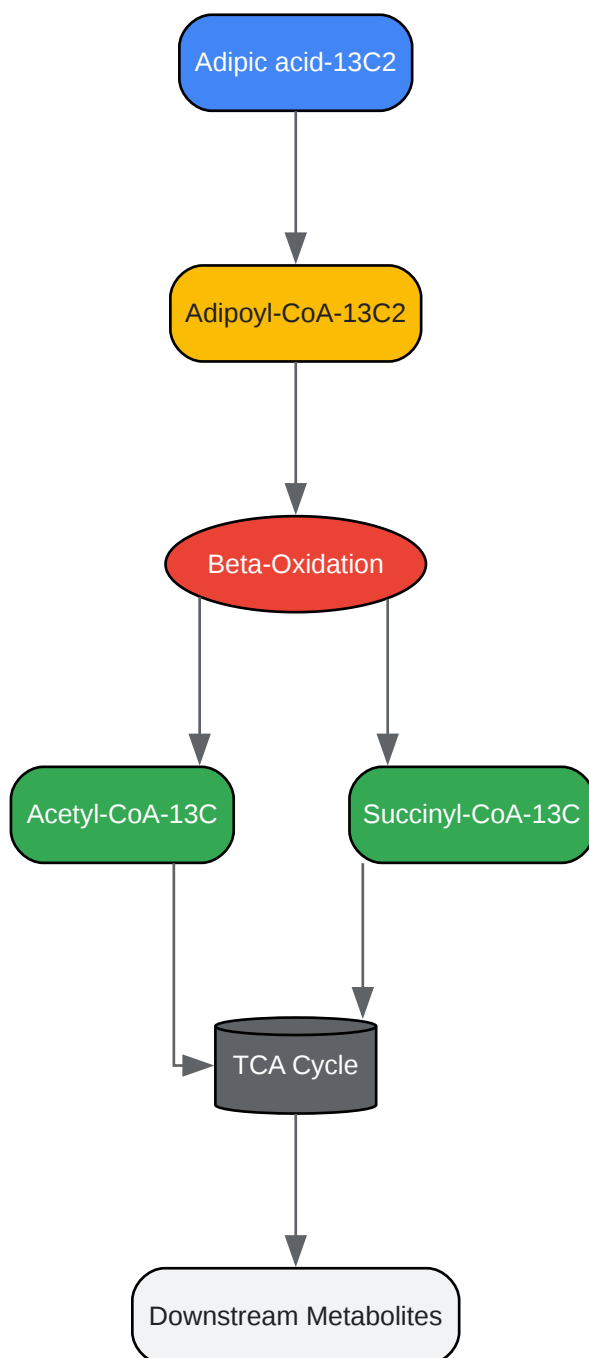 Adipic acid-13C2
Adipoyl-CoA-13C2
Beta-Oxidation
Acetyl-CoA-13C
Succinyl-CoA-13C
TCA Cycle
Downstream Metabolites